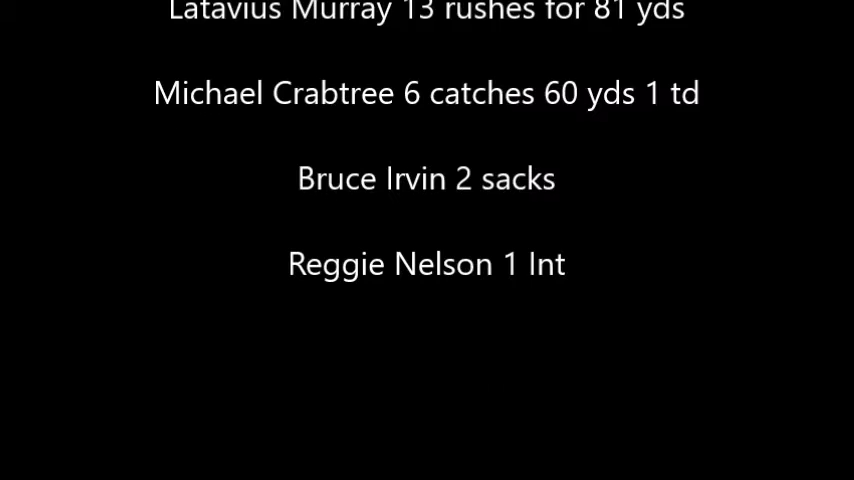 Latavius Murray 13 rushes for 81 yds
Michael Crabtree 6 catches 60 yds 1 td
Bruce Irvin 2 sacks
Reggie Nelson 1 Int